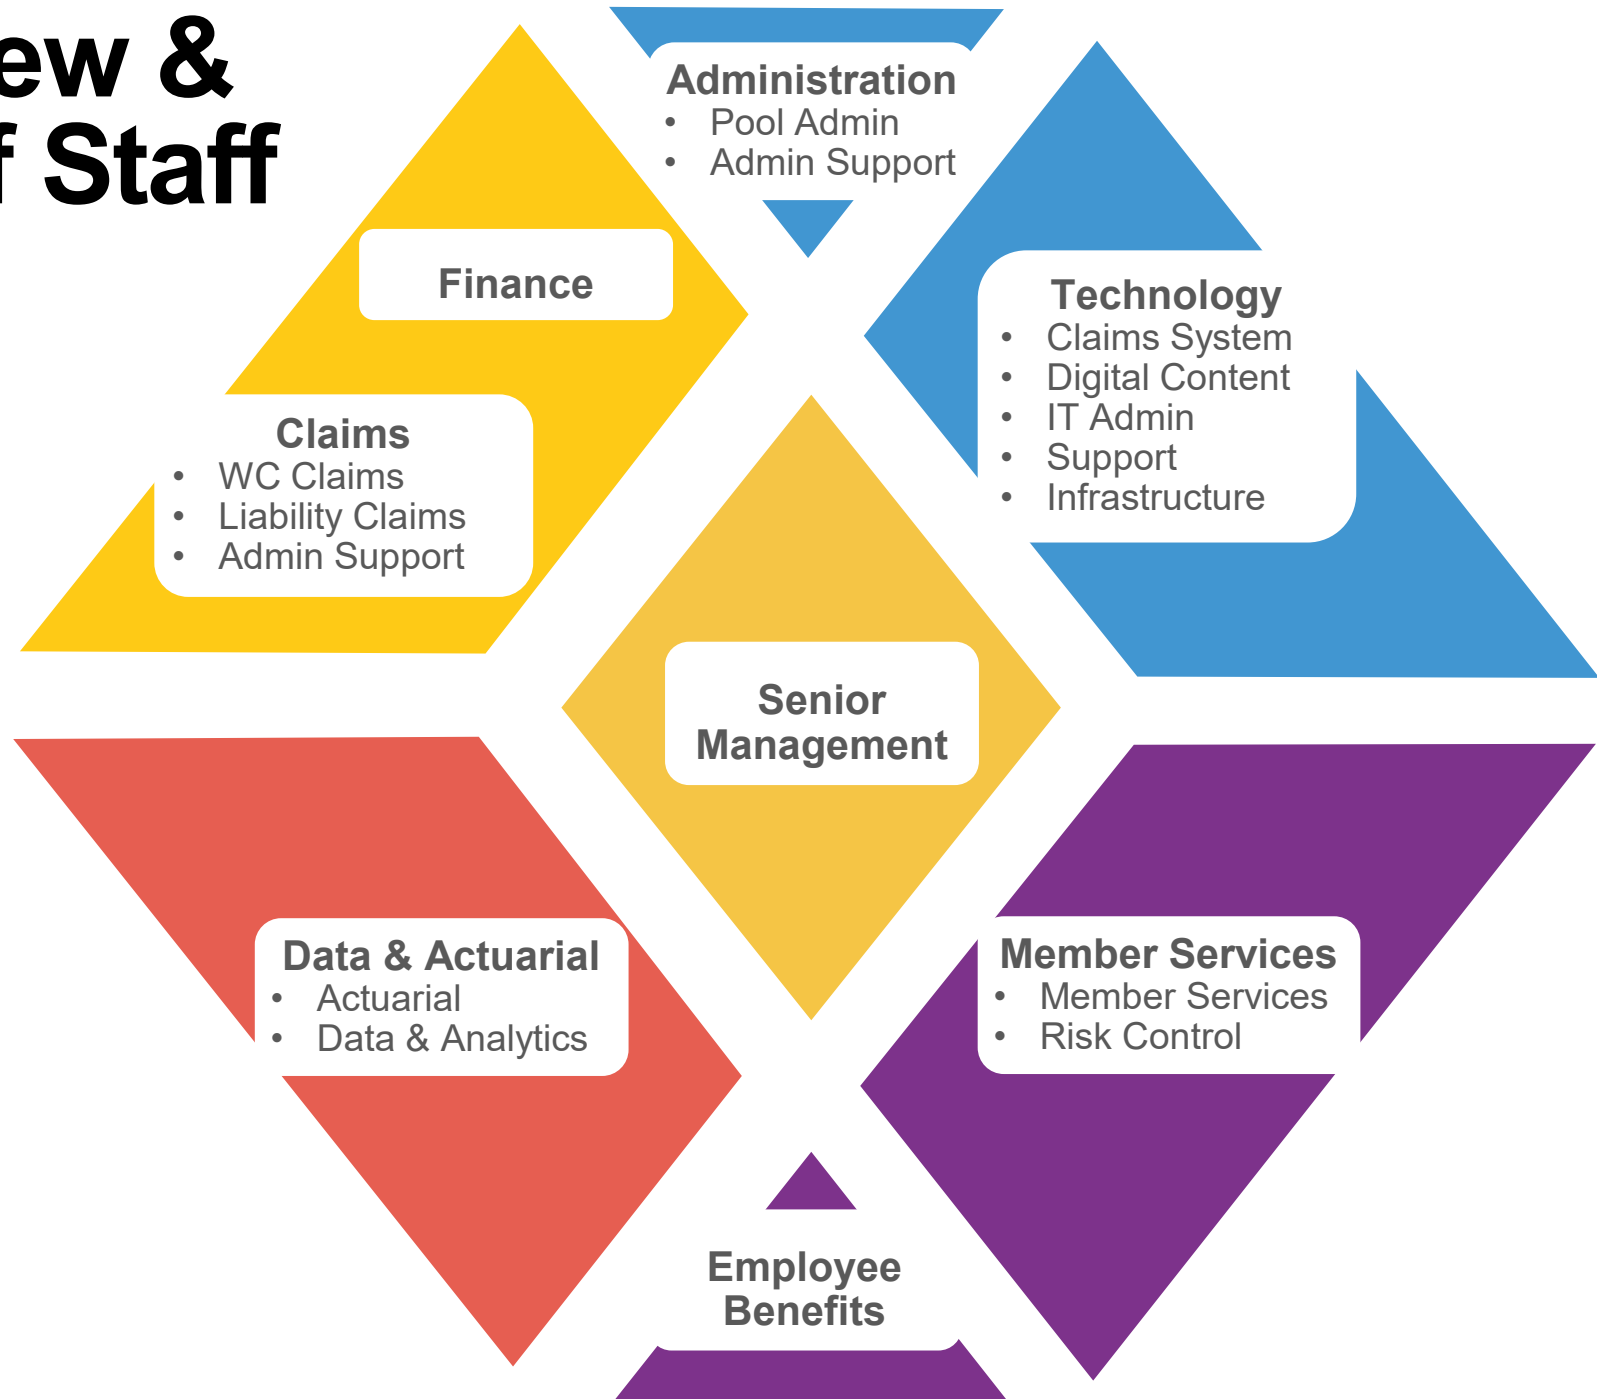 ew &
f Staff
Administration
• Pool Admin
• Admin Support
Finance
Technology
• Claims System
• Digital Content
• IT Admin
• Support
• Infrastructure
Claims
• WC Claims
• Liability Claims
• Admin Support
Senior
Management
Data & Actuarial
• Actuarial
• Data & Analytics
Member Services
• Member Services
• Risk Control
Employee
Benefits